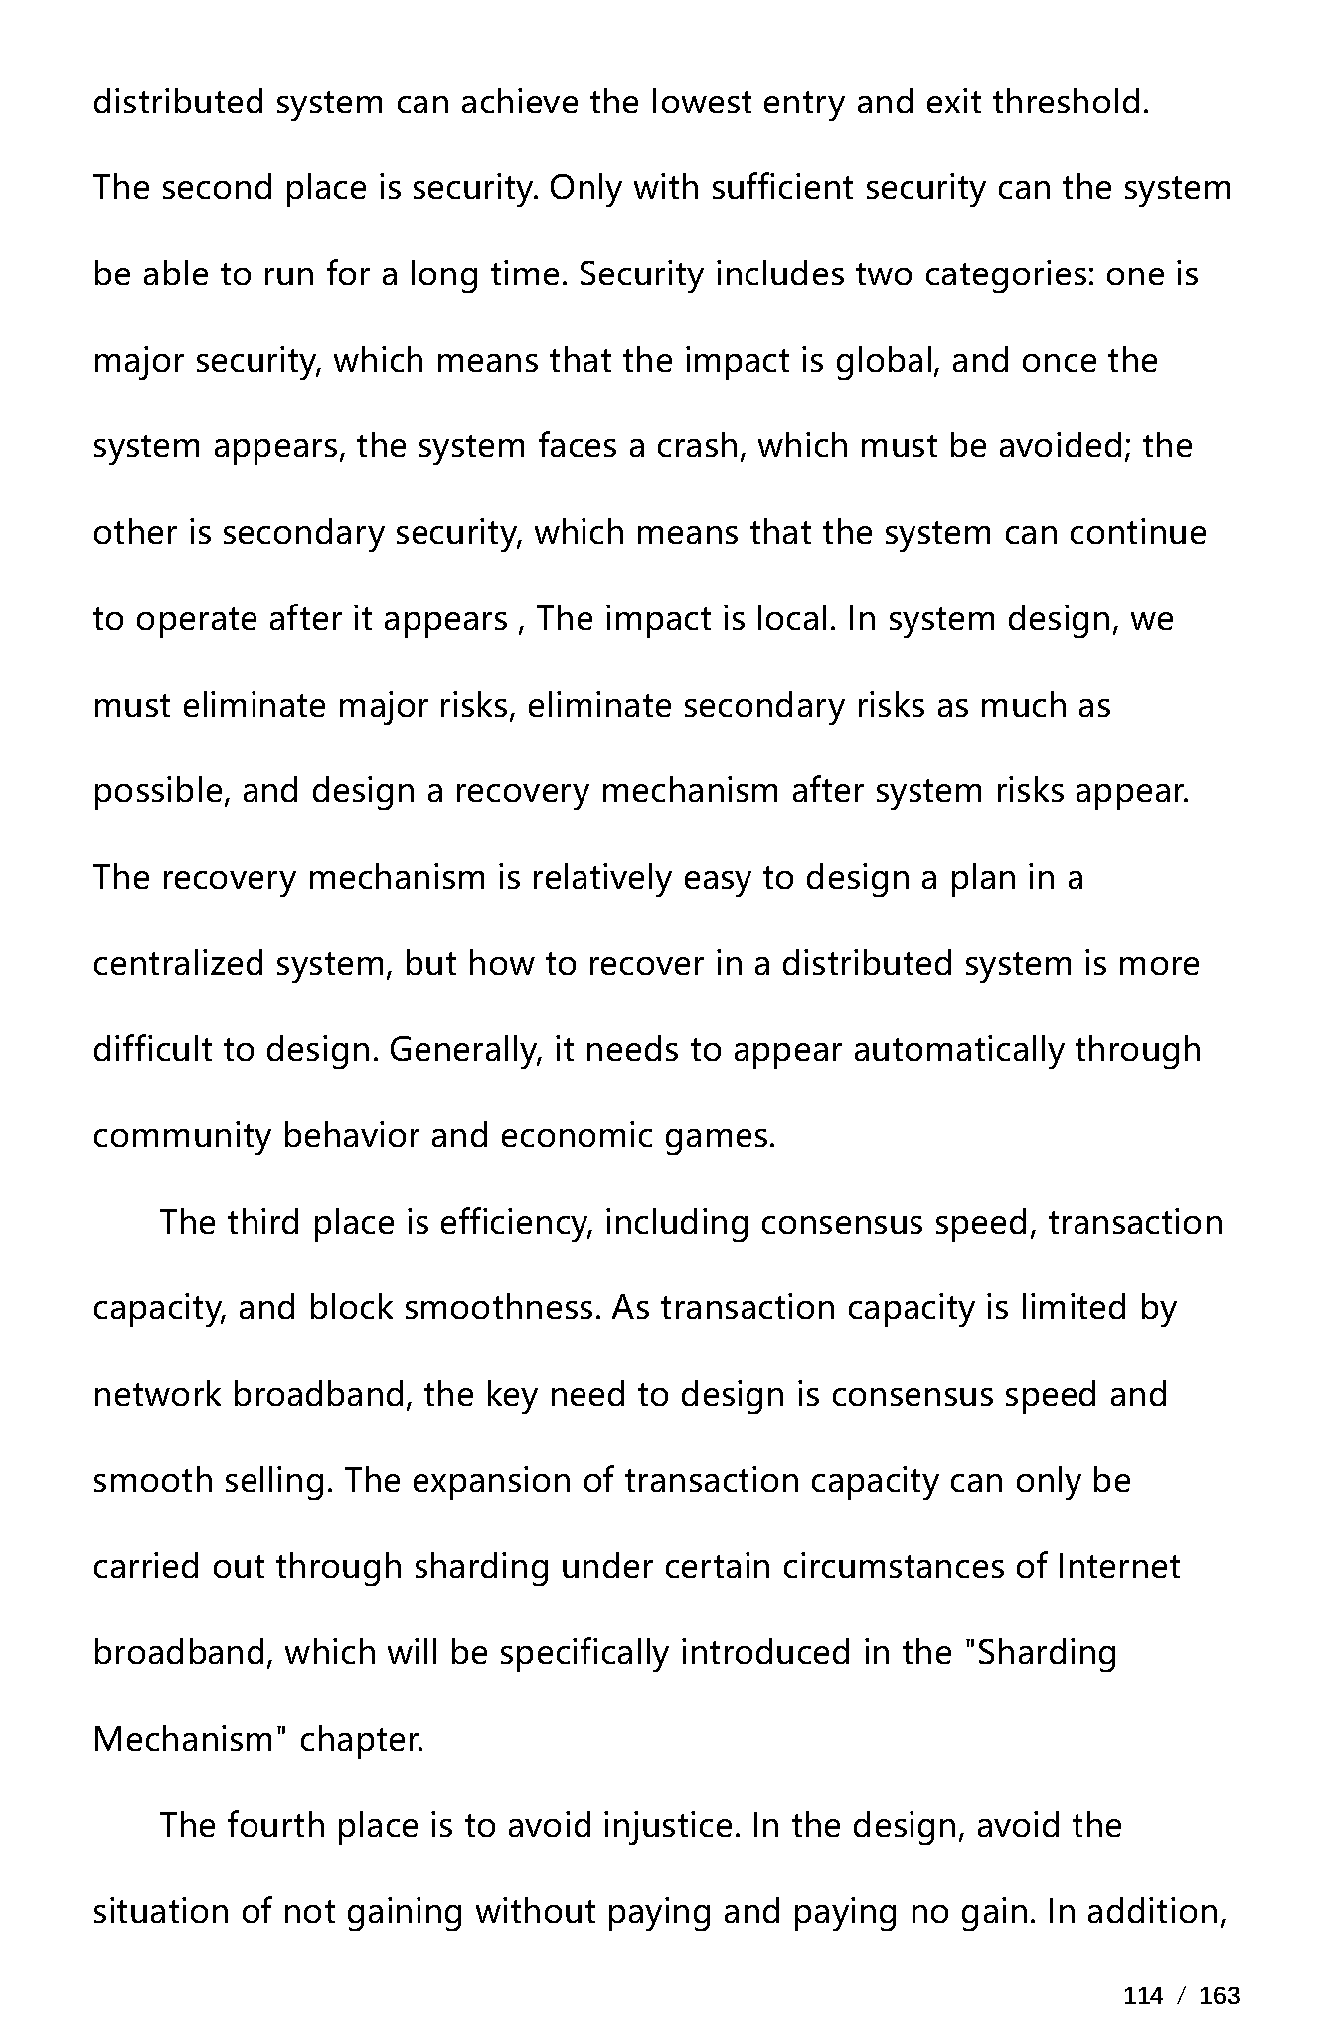 distributed system can achieve the lowest entry and exit threshold.
The second place is security. Only with sufficient security can the system
be able to run for a long time. Security includes two categories: one is
major security, which means that the impact is global, and once the
system appears, the system faces a crash, which must be avoided; the
other is secondary security, which means that the system can continue
to operate after it appears , The impact is local. In system design, we
must eliminate major risks, eliminate secondary risks as much as
possible, and design a recovery mechanism after system risks appear.
The recovery mechanism is relatively easy to design a plan in a
centralized system, but how to recover in a distributed system is more
difficult to design. Generally, it needs to appear automatically through
community behavior and economic games.
The third place is efficiency, including consensus speed, transaction
capacity, and block smoothness. As transaction capacity is limited by
network broadband, the key need to design is consensus speed and
smooth selling. The expansion of transaction capacity can only be
carried out through sharding under certain circumstances of Internet
broadband, which will be specifically introduced in the "Sharding
Mechanism" chapter.
The fourth place is to avoid injustice. In the design, avoid the
situation of not gaining without paying and paying no gain. In addition,
114 / 163